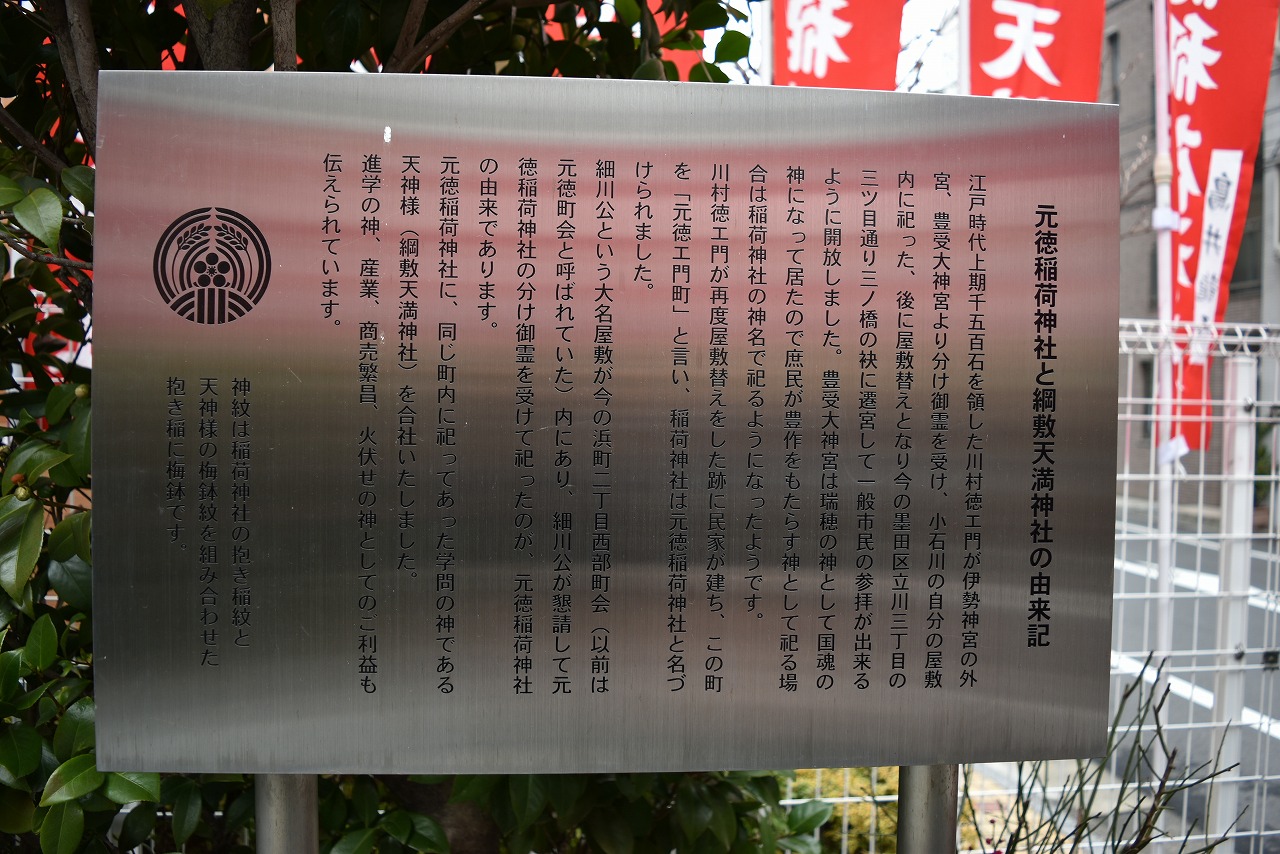 元徳稲荷神社と綱敷天満神社の由来記
江戸時代上期千五百石を領した川村徳ェ門が伊勢神宮の外
宮、豊受大神宮より分け御霊を受け、小石川の自分の屋敷
内に祀った、後に屋敷替えとなり今の墨田区立川三丁目の
三ツ目通り三ノ橋の袂に遷宮して一般市民の参拝が出来る
ように開放しました。豊受大神宮は瑞穂の神として国魂の
神になって居たので庶民が豊作をもたらす神として祀る場
合は稲荷神社の神名で祀るようになったようです。
川村徳ェ門が再度屋敷替えをした跡に民家が建ち、この町
を「元徳ェ門町」と言い、稲荷神社は元徳稲荷神社と名づ
けられました。
細川公という大名屋敷が今の浜町二丁目西部町会（以前は
元徳町会と呼ばれていた）内にあり、細川公が懇請して元
徳稲荷神社の分け御霊を受けて祀ったのが、元徳稲荷神社
の由来であります。
元徳稲荷神社に、同じ町内に祀ってあった学問の神である
天神様（綱敷天満神社）を合社いたしました。
進学の神、産業、商売繁昌、火伏せの神としてのご利益も
伝えられています。
神紋は稲荷神社の抱き稲紋と
天神様の梅鉢紋を組み合わせた
抱き稲に梅鉢です。
稲
天
稲荷
鳥井